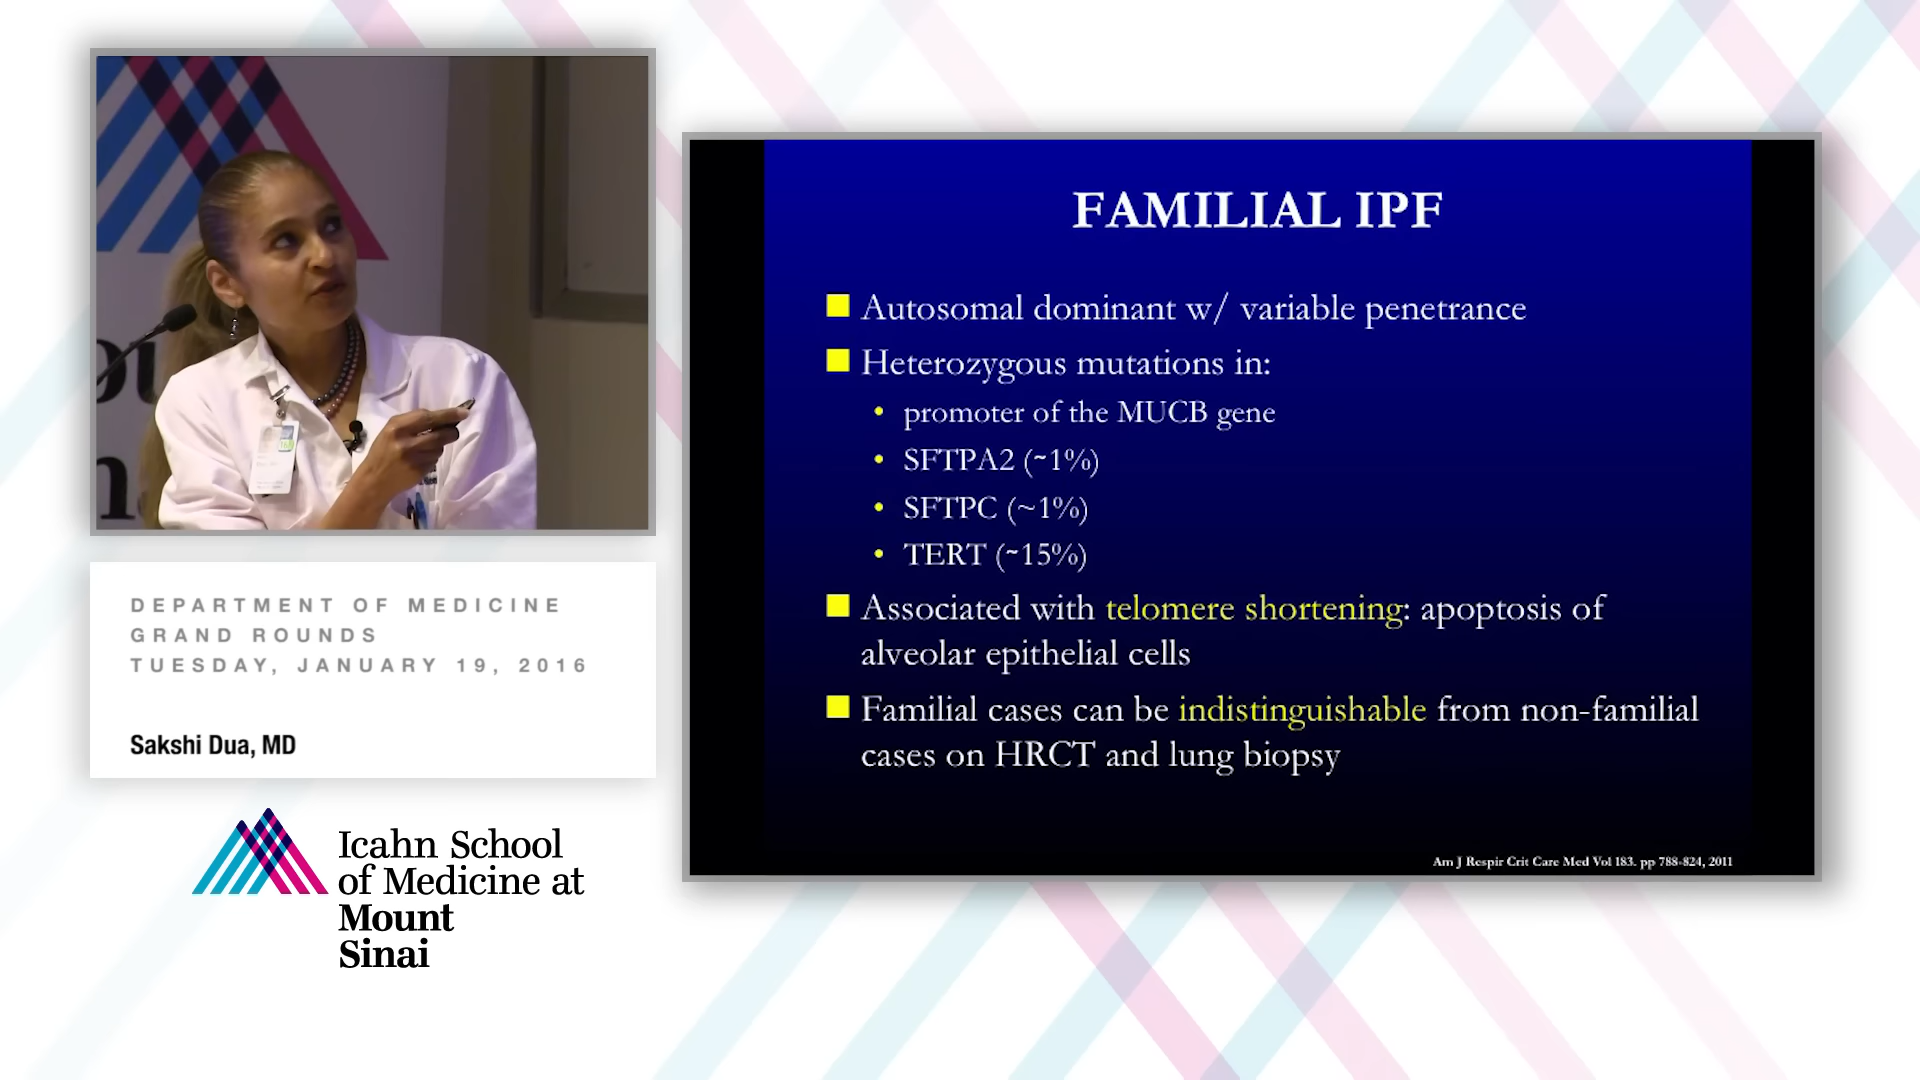 DEPARTMENT OF MEDICINE
GRAND ROUNDS
TUESDAY, JANUARY 19, 2016
Sakshi Dua, MD
Icahn School
of Medicine at
Mount
Sinai
FAMILIAL IPF
Autosomal dominant w/ variable penetrance
Heterozygous mutations in:
• promoter of the MUCB gene
• SFTPA2 (~1%)
• SFTPC (~1%)
• TERT (~15%)
Associated with telomere shortening: apoptosis of
alveolar epithelial cells
Familial cases can be indistinguishable from non-familial
cases on HRCT and lung biopsy
Am J Respir Crit Care Med Vol 183. pp 788-824, 2011